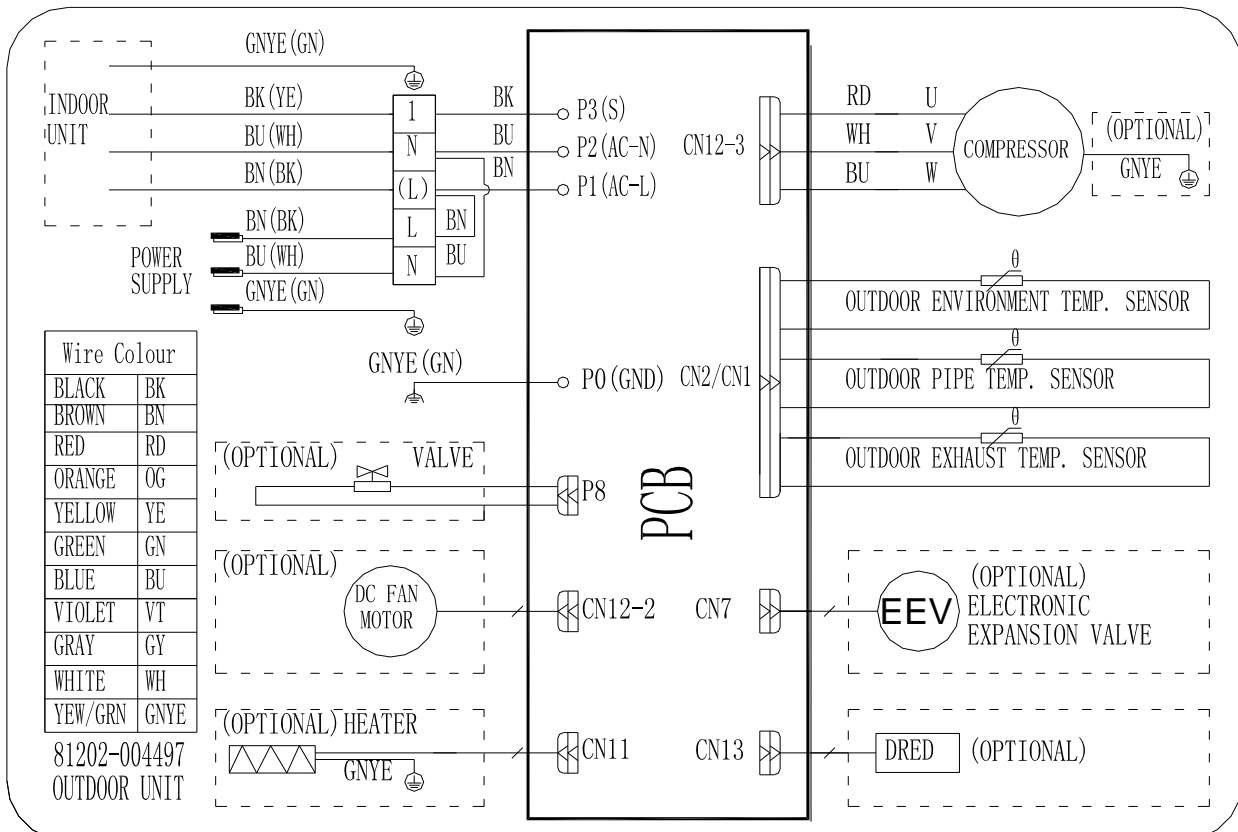 GNYE(GN)
INDOOR
UNIT
BK(YE)
BU(WH)
BN(BK)
1
N
(L)
L
N
BK
BU
BN
BN
BU
BN(BK)
BU(WH)
GNYE(GN)
POWER
SUPPLY
P3(S)
P2(AC-N)
P1(AC-L)
CN12-3
RD U
WH V
BU W
COMPRESSOR
(OPTIONAL)
GNYE
GNYE(GN)
P0(GND)
CN2/CN1
θ
OUTDOOR ENVIRONMENT TEMP. SENSOR
θ
OUTDOOR PIPE TEMP. SENSOR
θ
OUTDOOR EXHAUST TEMP. SENSOR
Wire Colour
BLACK BK
BROWN BN
RED RD
ORANGE OG
YELLOW YE
GREEN GN
BLUE BU
VIOLET VT
GRAY GY
WHITE WH
YEW/GRN GNYE
81202-004497
OUTDOOR UNIT
(OPTIONAL) VALVE
P8
PCB
(OPTIONAL)
DC FAN
MOTOR
CN12-2
CN7
EEV
(OPTIONAL)
ELECTRONIC
EXPANSION VALVE
(OPTIONAL) HEATER
GNYE
CN11
CN13
DRED
(OPTIONAL)